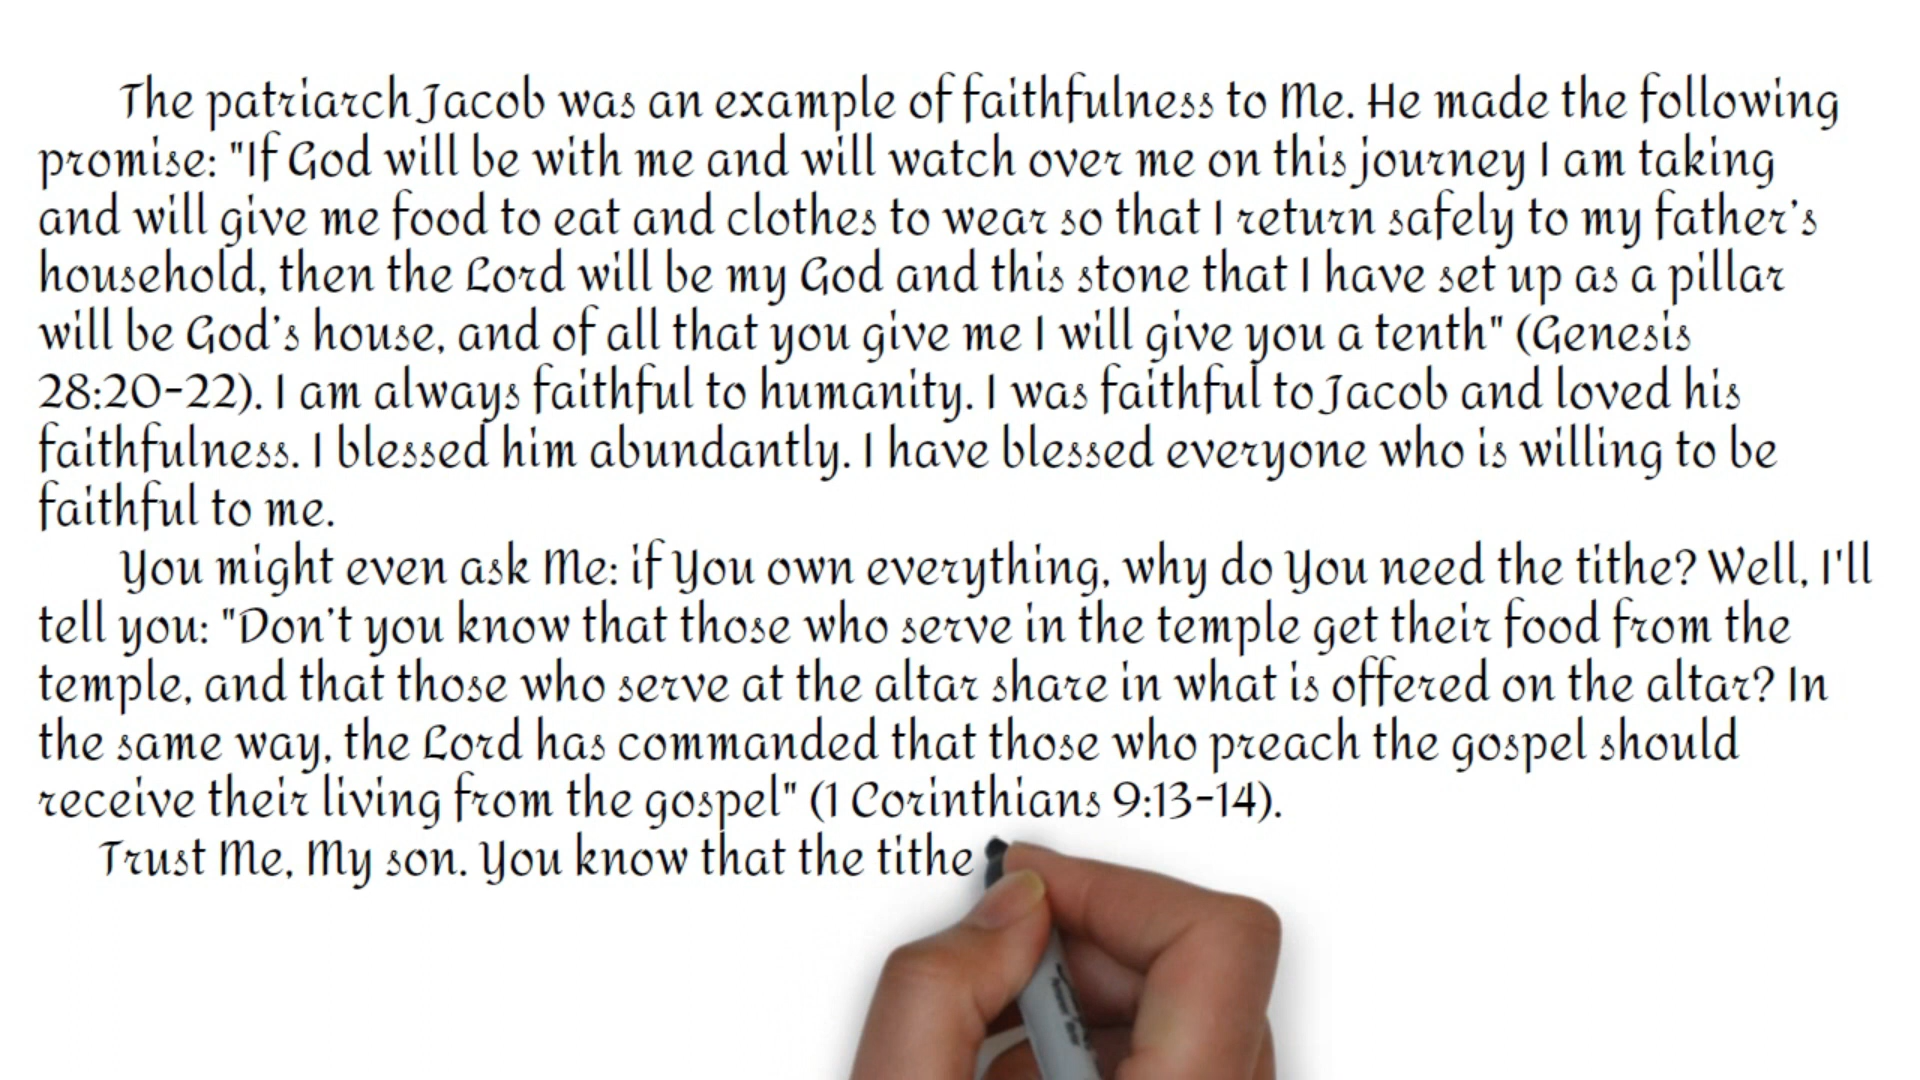 The patriarch Jacob was an example of faithfulness to Me. He made the following
promise: "If God will be with me and will watch over me on this journey I am taking
and will give me food to eat and clothes to wear so that I return safely to my father's
household, then the Lord will be my God and this stone that I have set up as a pillar
will be God's house, and of all that you give me I will give you a tenth" (Genesis
28:20-22). I am always faithful to humanity. I was faithful to Jacob and loved his
faithfulness. I blessed him abundantly. I have blessed everyone who is willing to be
faithful to me.
You might even ask Me: if You own everything, why do You need the tithe? Well, I'll
tell you: "Don't you know that those who serve in the temple get their food from the
temple, and that those who serve at the altar share in what is offered on the altar? In
the same way, the Lord has commanded that those who preach the gospel should
receive their living from the gospel" (1 Corinthians 9:13-14).
Trust Me, My son. You know that the tithe